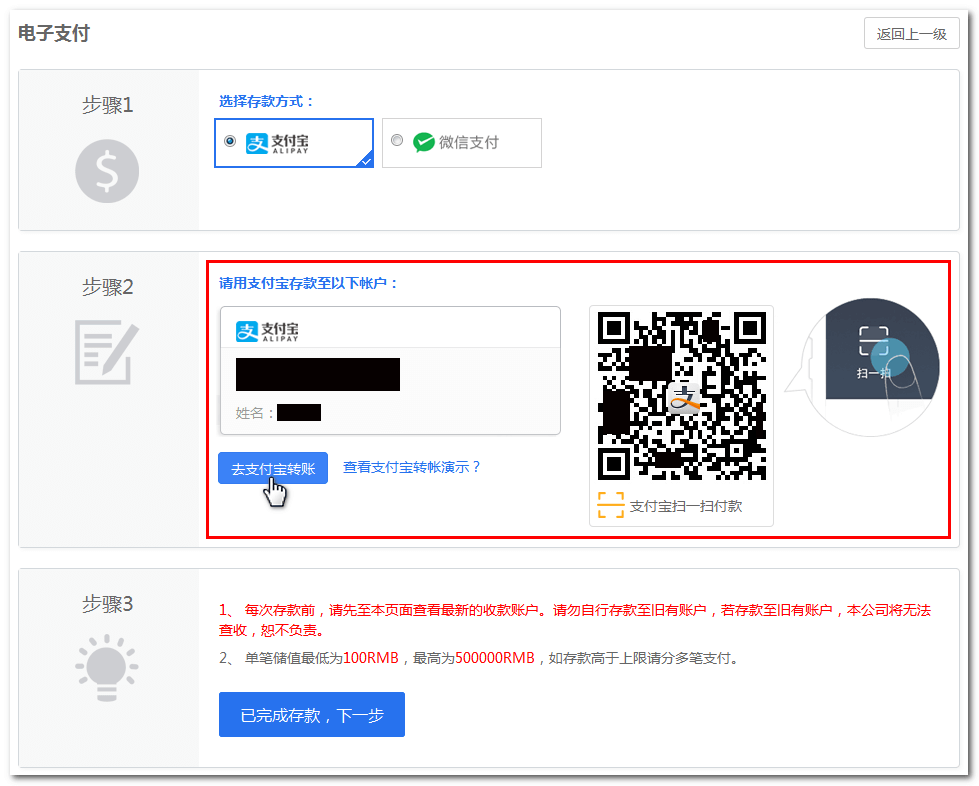 电子支付
返回上一级
步骤1
选择存款方式：
支付宝
ALIPAY
微信支付
步骤2
请用支付宝存款至以下帐户：
支付宝
ALIPAY
姓名：
去支付宝转账
查看支付宝转帐演示？
支付宝扫一扫付款
扫一扫
步骤3
1、 每次存款前，请先至本页面查看最新的收款账户。请勿自行存款至旧有账户，若存款至旧有账户，本公司将无法
查收，恕不负责。
2、 单笔储值最低为100RMB，最高为500000RMB，如存款高于上限请分多笔支付。
已完成存款，下一步